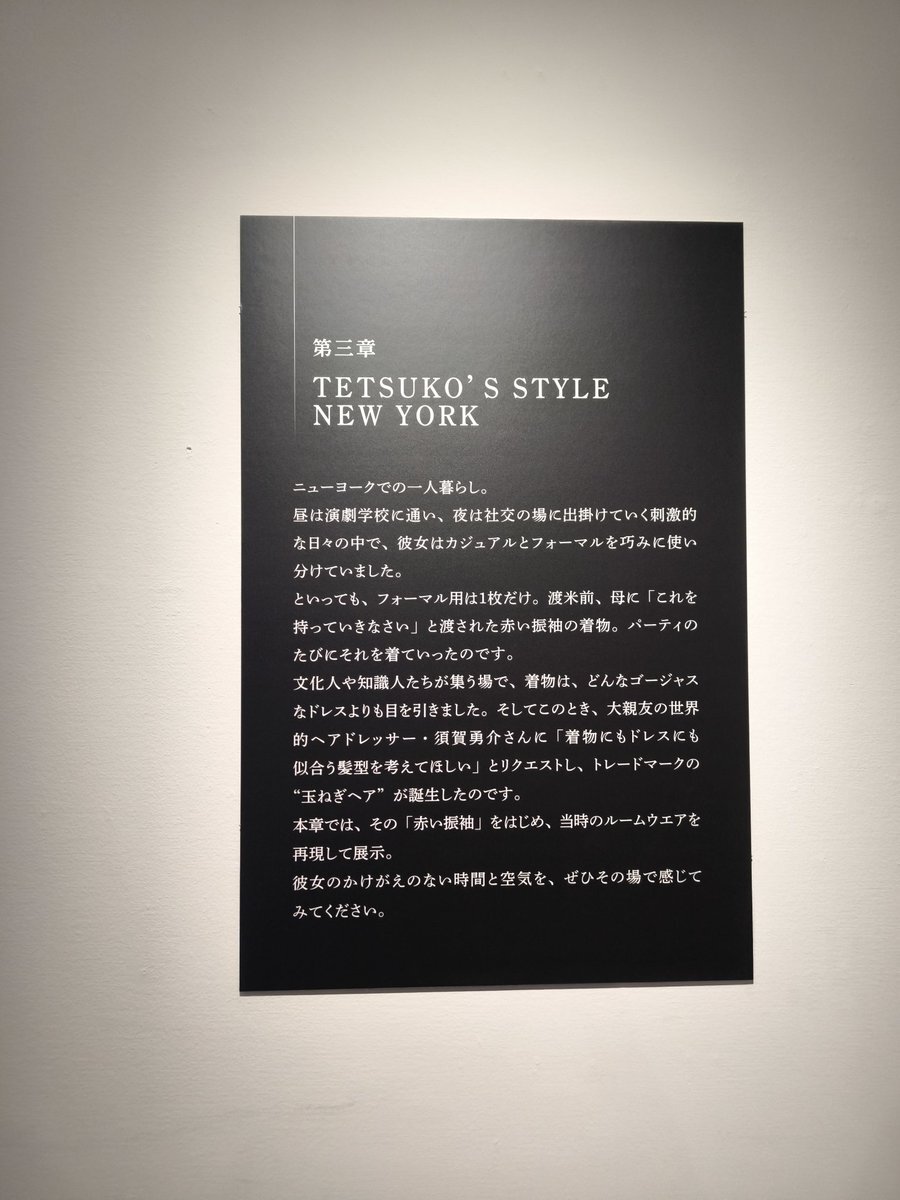 第三章
TETSUKO'S STYLE
NEW YORK
ニューヨークでの一人暮らし。
昼は演劇学校に通い、夜は社交の場に出掛けていく刺激的
な日々の中で、彼女はカジュアルとフォーマルを巧みに使い
分けていました。
といっても、フォーマル用は1枚だけ。渡米前、母に「これを
持っていきなさい」と渡された赤い振袖の着物。パーティの
たびにそれを着ていったのです。
文化人や知識人たちが集う場で、着物は、どんなゴージャス
なドレスよりも目を引きました。そしてこのとき、大親友の世界
的ヘアドレッサー・須賀勇介さんに「着物にもドレスにも
似合う髪型を考えてほしい」とリクエストし、トレードマークの
“玉ねぎヘア”が誕生したのです。
本章では、その「赤い振袖」をはじめ、当時のルームウエアを
再現して展示。
彼女のかけがえのない時間と空気を、ぜひその場で感じて
みてください。